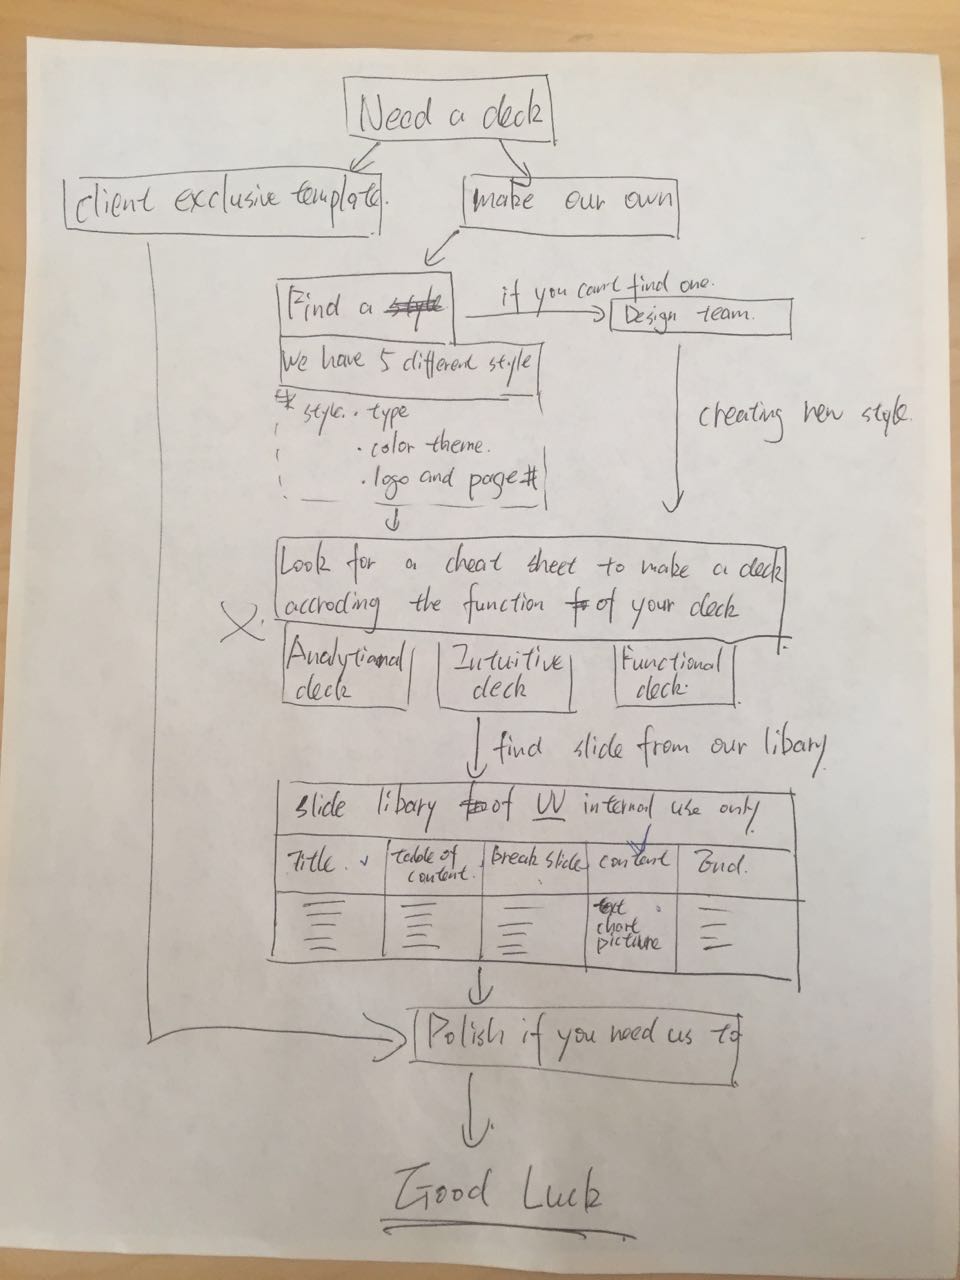 Need a deck
client exclusive template.
make our own
Find a style
if you can't find one.
Design team.
We have 5 different style
* style. · type
· color theme.
· logo and page #
creating new style.
Look for a cheat sheet to make a deck
accroding the function of your deck
X.
deck
Intuitive
deck
Functional
deck.
find slide from our libary
slide libary of UV internal use only
Title.
table of
content.
Break slide
content
End.
text
chart
picture
Polish if you need us to
Good Luck